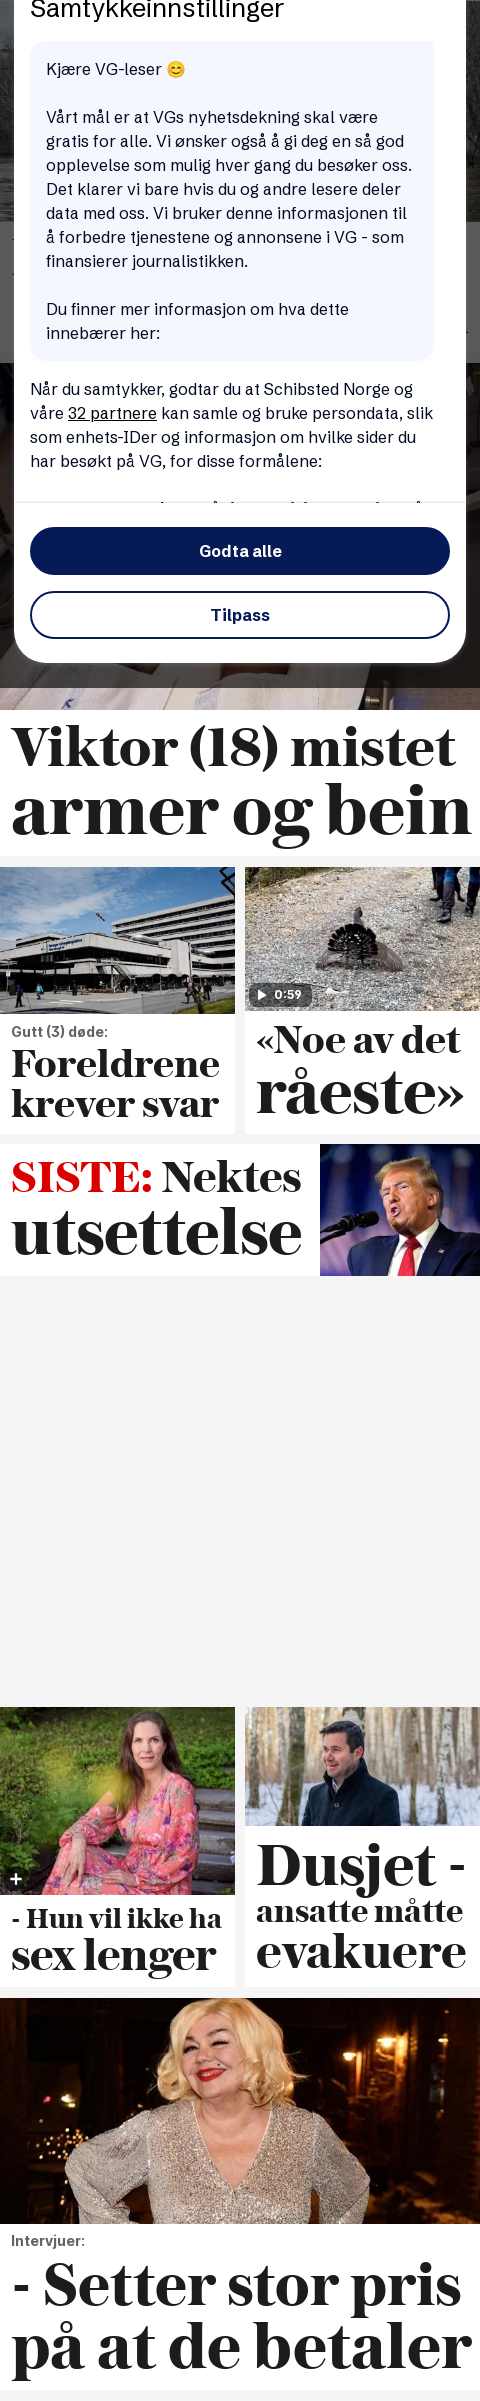 Samtykkeinnstillinger
Kjære VG-leser 😊
Vårt mål er at VGs nyhetsdekning skal være
gratis for alle. Vi ønsker også å gi deg en så god
opplevelse som mulig hver gang du besøker oss.
Det klarer vi bare hvis du og andre lesere deler
data med oss. Vi bruker denne informasjonen til
å forbedre tjenestene og annonsene i VG - som
finansierer journalistikken.
Du finner mer informasjon om hva dette
innebærer her:
Når du samtykker, godtar du at Schibsted Norge og
våre 32 partnere kan samle og bruke persondata, slik
som enhets-IDer og informasjon om hvilke sider du
har besøkt på VG, for disse formålene:
Godta alle
Tilpass
Viktor (18) mistet
armer og bein
Gutt (3) døde:
Foreldrene
krever svar
0:59
«Noe av det
råeste»
SISTE: Nektes
utsettelse
- Hun vil ikke ha
sex lenger
Dusjet -
ansatte måtte
evakuere
Intervjuer:
- Setter stor pris
på at de betaler